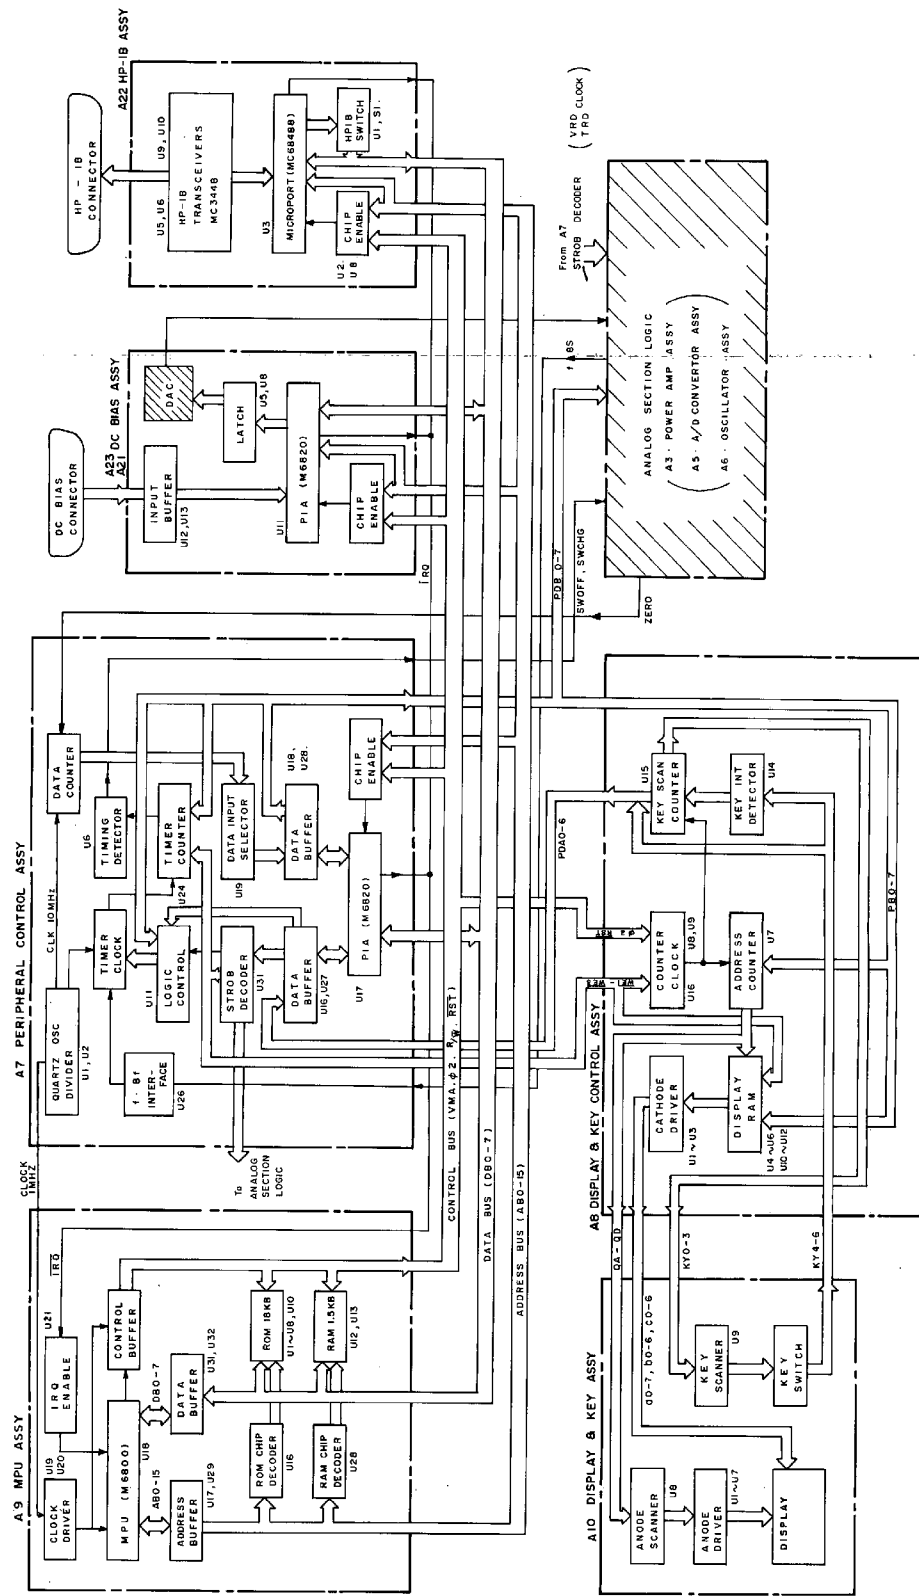 A9 MPU ASSY
U19
U20
CLOCK
DRIVER
IRQ
ENABLE
U21
IRQ
CLOCK
1MHZ
MPU (M6800)
U18
CONTROL
BUFFER
AB0-15
DB0-7
ADDRESS
BUFFER
U17, U29
DATA
BUFFER
U31, U32
ROM CHIP
DECODER
U16
ROM 18KB
U1~U8, U10
RAM CHIP
DECODER
U28
RAM 1.5KB
U12, U13
A7 PERIPHERAL CONTROL ASSY
QUARTZ OSC
DIVIDER
U1, U2
CLK 10MHZ
DATA
COUNTER
f · 8f
INTER-
FACE
U26
TIMER
CLOCK
U6
TIMING
DETECTOR
U11
LOGIC
CONTROL
U24
TIMER
COUNTER
STROB
DECODER
U31
U19
DATA INPUT
SELECTOR
DATA
BUFFER
U16, U27
DATA
BUFFER
U18,
U28.
PIA (M6820)
U17
CHIP
ENABLE
To
ANALOG
SECTION
LOGIC
CONTROL BUS (VMA. φ2. R/W. RST)
DATA BUS (DB0-7)
ADDRESS BUS (AB0-15)
DC BIAS
CONNECTOR
A23
A21 DC BIAS ASSY
INPUT
BUFFER
U12, U13
DAC
LATCH
U5, U8
U11
PIA (M6820)
CHIP
ENABLE
IRQ
HP-IB
CONNECTOR
A22 HP-IB ASSY
U5, U6
U9, U10
HP-IB
TRANSCEIVERS
MC3448
U3
MICROPORT (MC68488)
HPIB
SWITCH
U1, S1.
CHIP
ENABLE
U2.
U8
A10 DISPLAY & KEY ASSY
ANODE
SCANNER
U8
ANODE
DRIVER
U1~U7
DISPLAY
KEY
SCANNER
U9
KEY
SWITCH
QA-QD
KY0-3
KY4-6
A8 DISPLAY & KEY CONTROL ASSY
CATHODE
DRIVER
U1~U3
DISPLAY
RAM
U4~U6
U10~U12
COUNTER
CLOCK
U16
U8, U9
ADDRESS
COUNTER
U7
U15
KEY SCAN
COUNTER
KEY INT
DETECTOR
U14
PDA0-6
PB0-7
ZERO
SWOFF, SWCHG
PDB 0-7
ANALOG SECTION LOGIC
A3 · POWER AMP ASSY
A5 · A/D CONVERTOR ASSY
A6 · OSCILLATOR ASSY
From A7
STROB DECODER
(VRD CLOCK
TRD)